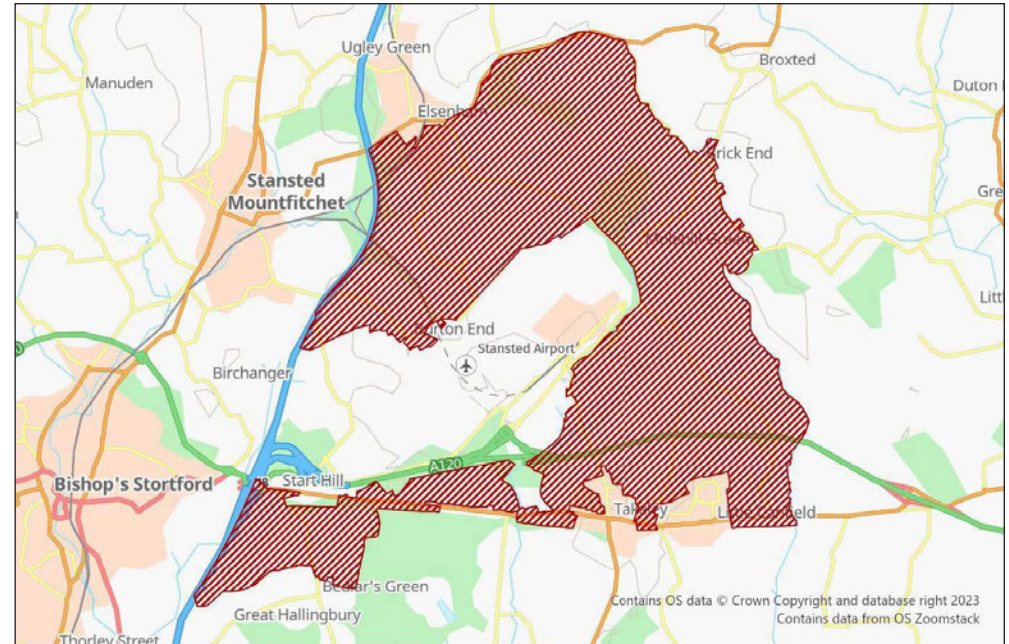 Ugley Green
Manuden
Broxted
Duton
Elsenham
Brick End
Stansted
Mountfitchet
Gre
Molehill Green
Litt
Burton End
Stansted Airport
Birchanger
A120
Start Hill
Bishop's Stortford
Takeley
Little Canfield
Bedlar's Green
Great Hallingbury
Thorley Street
Contains OS data © Crown Copyright and database right 2023
Contains data from OS Zoomstack